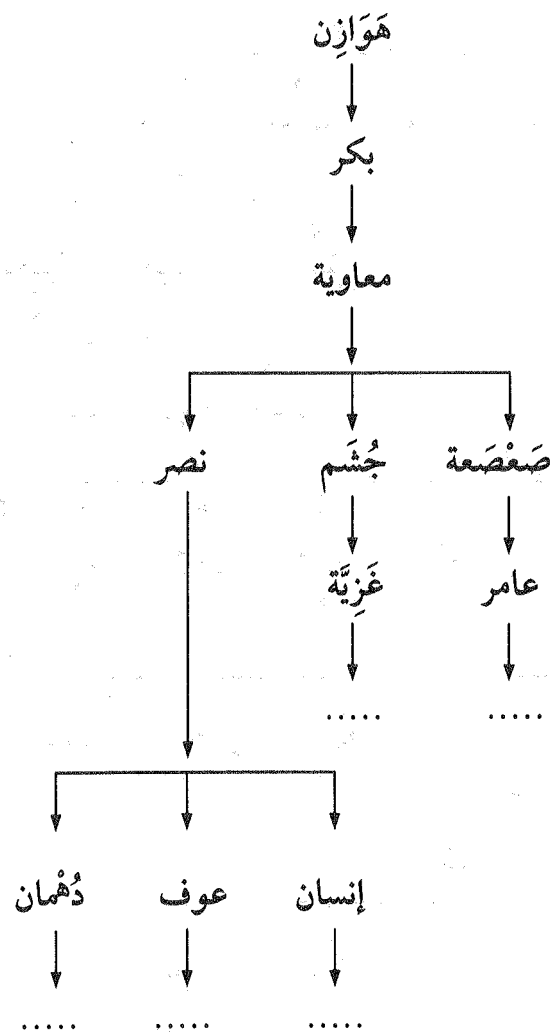 هَوَازِن
بكر
معاوية
صَعْصَعة جُشَم نصر
عامر غَزِيَّة
..... .....
إنسان عوف دُهْمان
..... ..... .....